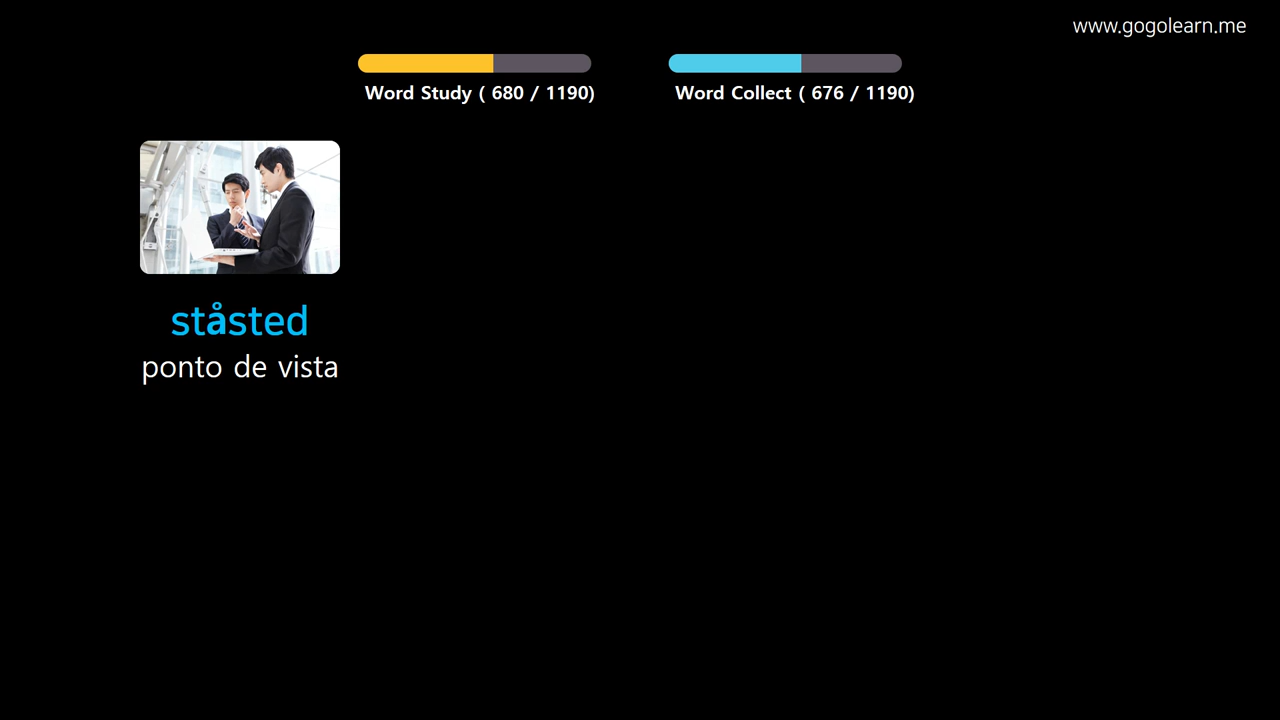 www.gogolearn.me
Word Study ( 680 / 1190)
Word Collect ( 676 / 1190)
ståsted
ponto de vista